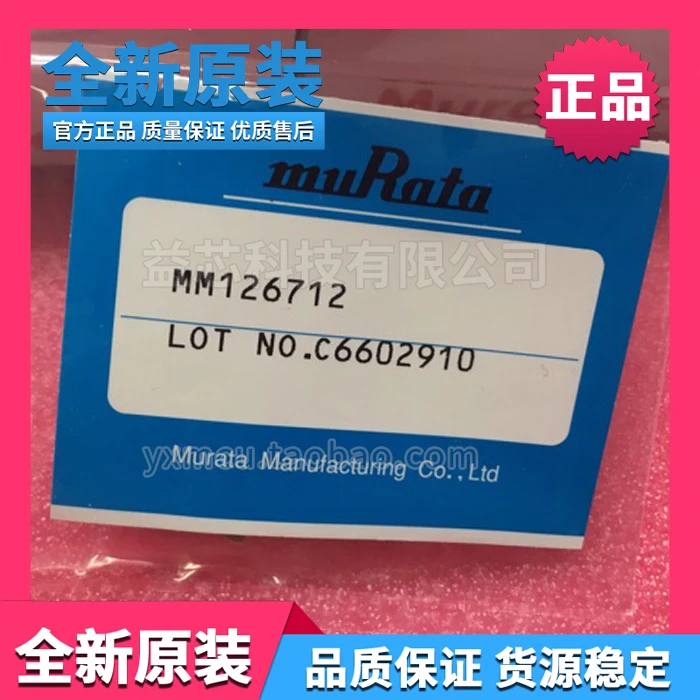 全新原装
官方正品 质量保证 优质售后
正品
muRata
益芯科技有限公司
MM126712
LOT NO.C6602910
Murata Manufacturing Co.,Ltd
全新原装
品质保证 货源稳定